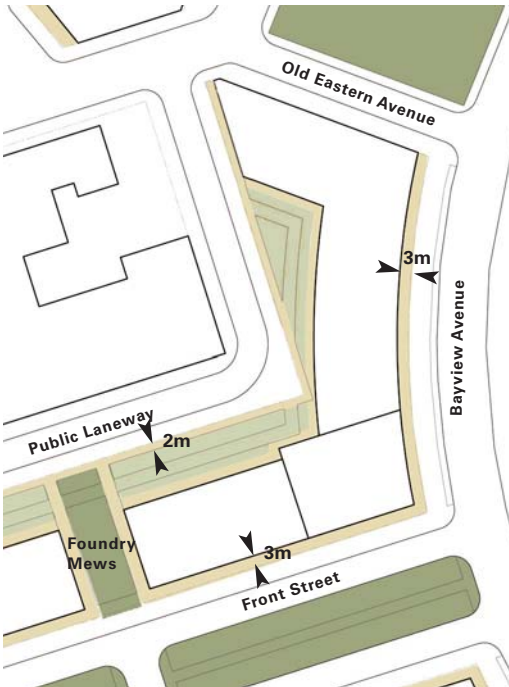 Old Eastern Avenue
3m
Bayview Avenue
Public Laneway
2m
Foundry
Mews
3m
Front Street